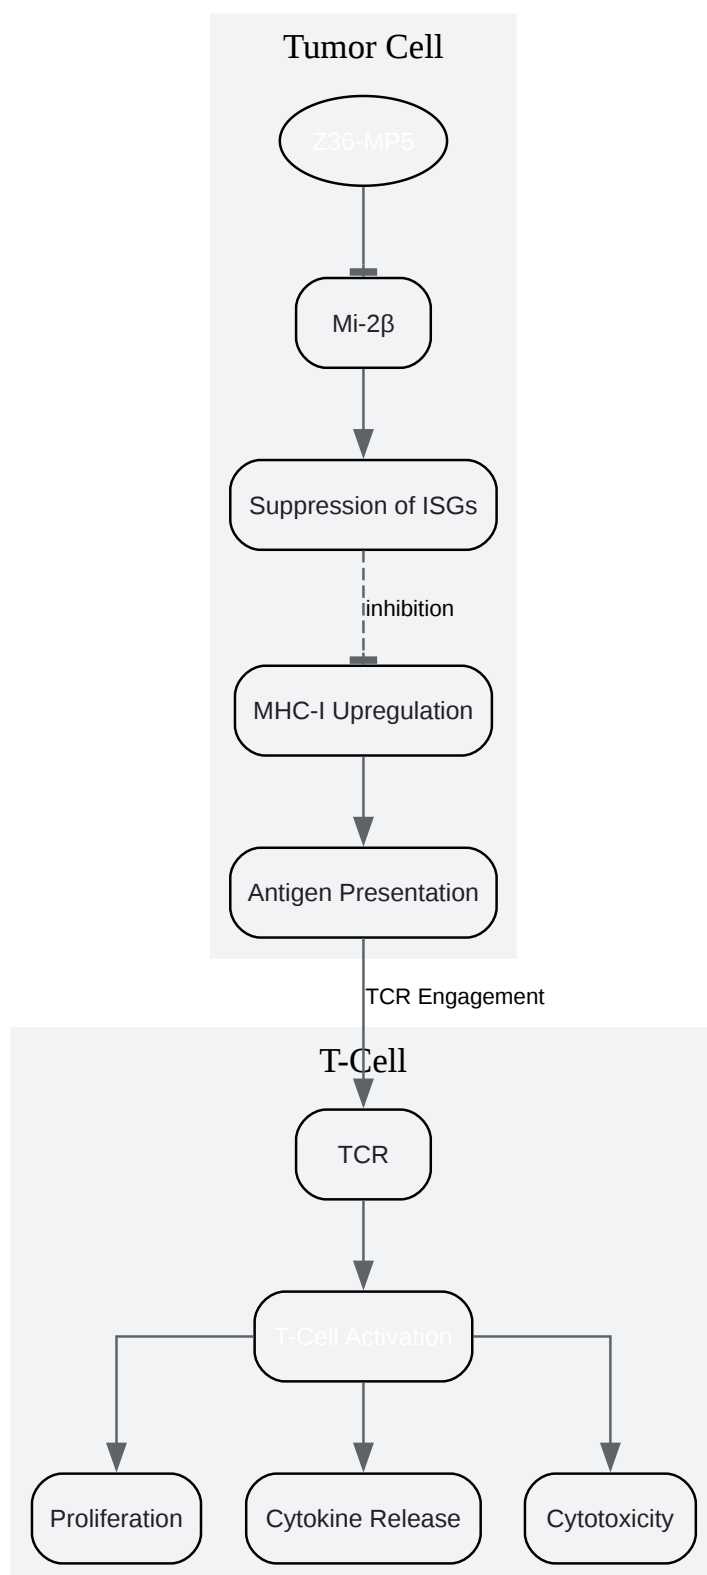 Tumor Cell
Z36-MP5
Mi-2β
Suppression of ISGs
inhibition
MHC-I Upregulation
Antigen Presentation
TCR Engagement
T-Cell
TCR
T-Cell Activation
Proliferation
Cytokine Release
Cytotoxicity